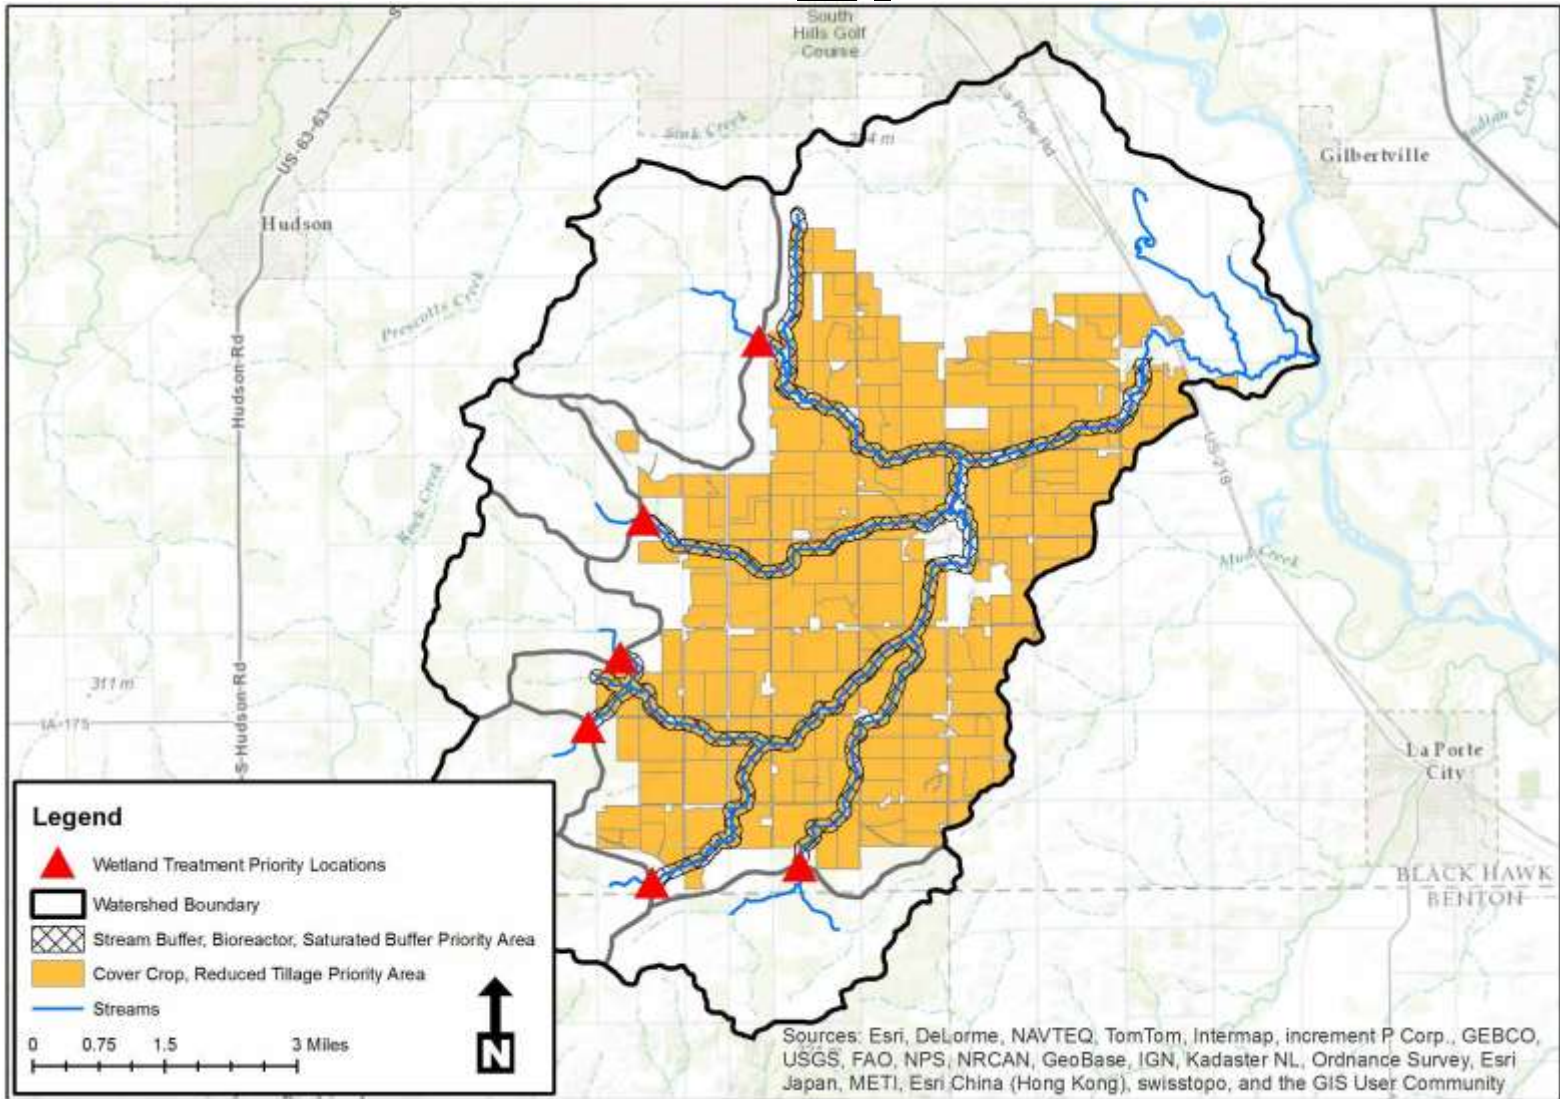 South
Hills Golf
Course
US-63-63
Sink Creek
La Porter Rd
Indian Creek
Gilbertville
Hudson
Prescotts Creek
Hudson Rd
Rock Creek
US-218
Mud Creek
311 m
IA-175
S Hudson Rd
La Porte
City
BLACK HAWK
BENTON
Legend
Wetland Treatment Priority Locations
Watershed Boundary
Stream Buffer, Bioreactor, Saturated Buffer Priority Area
Cover Crop, Reduced Tillage Priority Area
Streams
0 0.75 1.5 3 Miles
N
Sources: Esri, DeLorme, NAVTEQ, TomTom, Intermap, increment P Corp., GEBCO,
USGS, FAO, NPS, NRCAN, GeoBase, IGN, Kadaster NL, Ordnance Survey, Esri
Japan, METI, Esri China (Hong Kong), swisstopo, and the GIS User Community